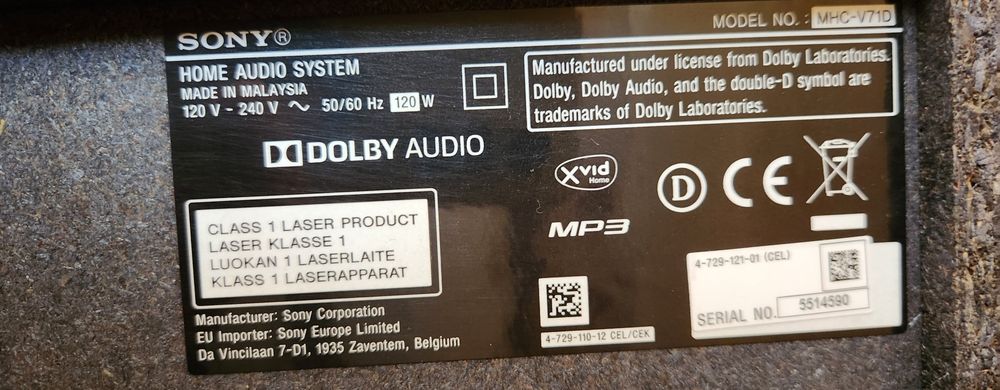 SONY®
MODEL NO. : MHC-V71D
HOME AUDIO SYSTEM
MADE IN MALAYSIA
120 V - 240 V ~ 50/60 Hz 120 W
Manufactured under license from Dolby Laboratories.
Dolby, Dolby Audio, and the double-D symbol are
trademarks of Dolby Laboratories.
DOLBY AUDIO
XviD
Home
D
CE
MP3
CLASS 1 LASER PRODUCT
LASER KLASSE 1
LUOKAN 1 LASERLAITE
KLASS 1 LASERAPPARAT
Manufacturer: Sony Corporation
EU Importer: Sony Europe Limited
Da Vincilaan 7-D1, 1935 Zaventem, Belgium
4-729-110-12 CEL/CEK
4-729-121-01 (CEL)
SERIAL NO. 5514590